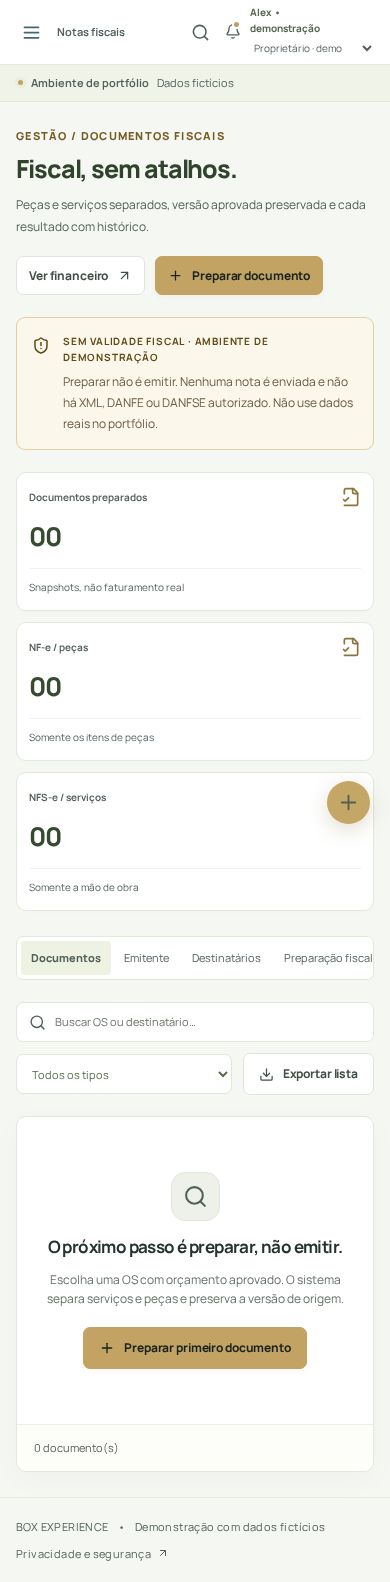 Notas fiscais
Alex •
demonstração
Proprietário · demo
Ambiente de portfólio Dados fictícios
GESTÃO / DOCUMENTOS FISCAIS
Fiscal, sem atalhos.
Peças e serviços separados, versão aprovada preservada e cada
resultado com histórico.
Ver financeiro
Preparar documento
SEM VALIDADE FISCAL · AMBIENTE DE
DEMONSTRAÇÃO
Preparar não é emitir. Nenhuma nota é enviada e não
há XML, DANFE ou DANFSE autorizado. Não use dados
reais no portfólio.
Documentos preparados
00
Snapshots, não faturamento real
NF-e / peças
00
Somente os itens de peças
NFS-e / serviços
00
Somente a mão de obra
Documentos Emitente Destinatários Preparação fiscal
Buscar OS ou destinatário...
Todos os tipos
Exportar lista
O próximo passo é preparar, não emitir.
Escolha uma OS com orçamento aprovado. O sistema
separa serviços e peças e preserva a versão de origem.
Preparar primeiro documento
0 documento(s)
BOX EXPERIENCE • Demonstração com dados fictícios
Privacidade e segurança